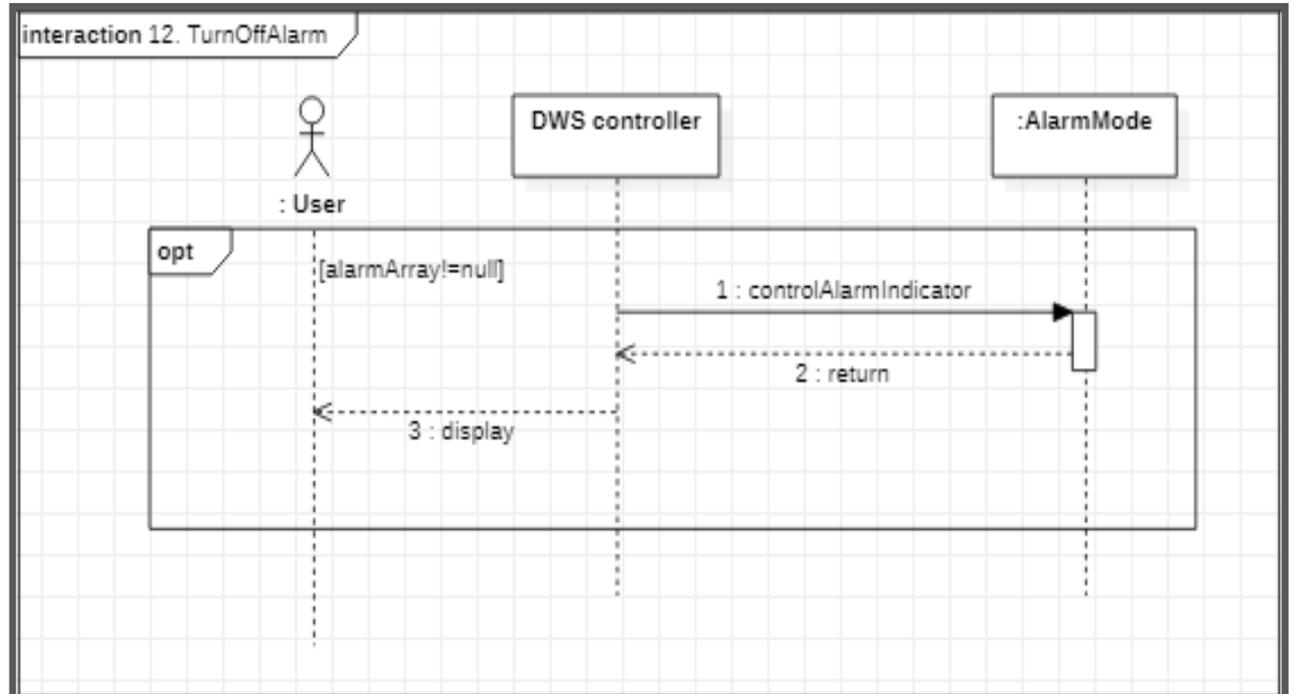 interaction 12. TurnOffAlarm
DWS controller
:AlarmMode
: User
opt
[alarmArray!=null]
1 : controlAlarmIndicator
2 : return
3 : display